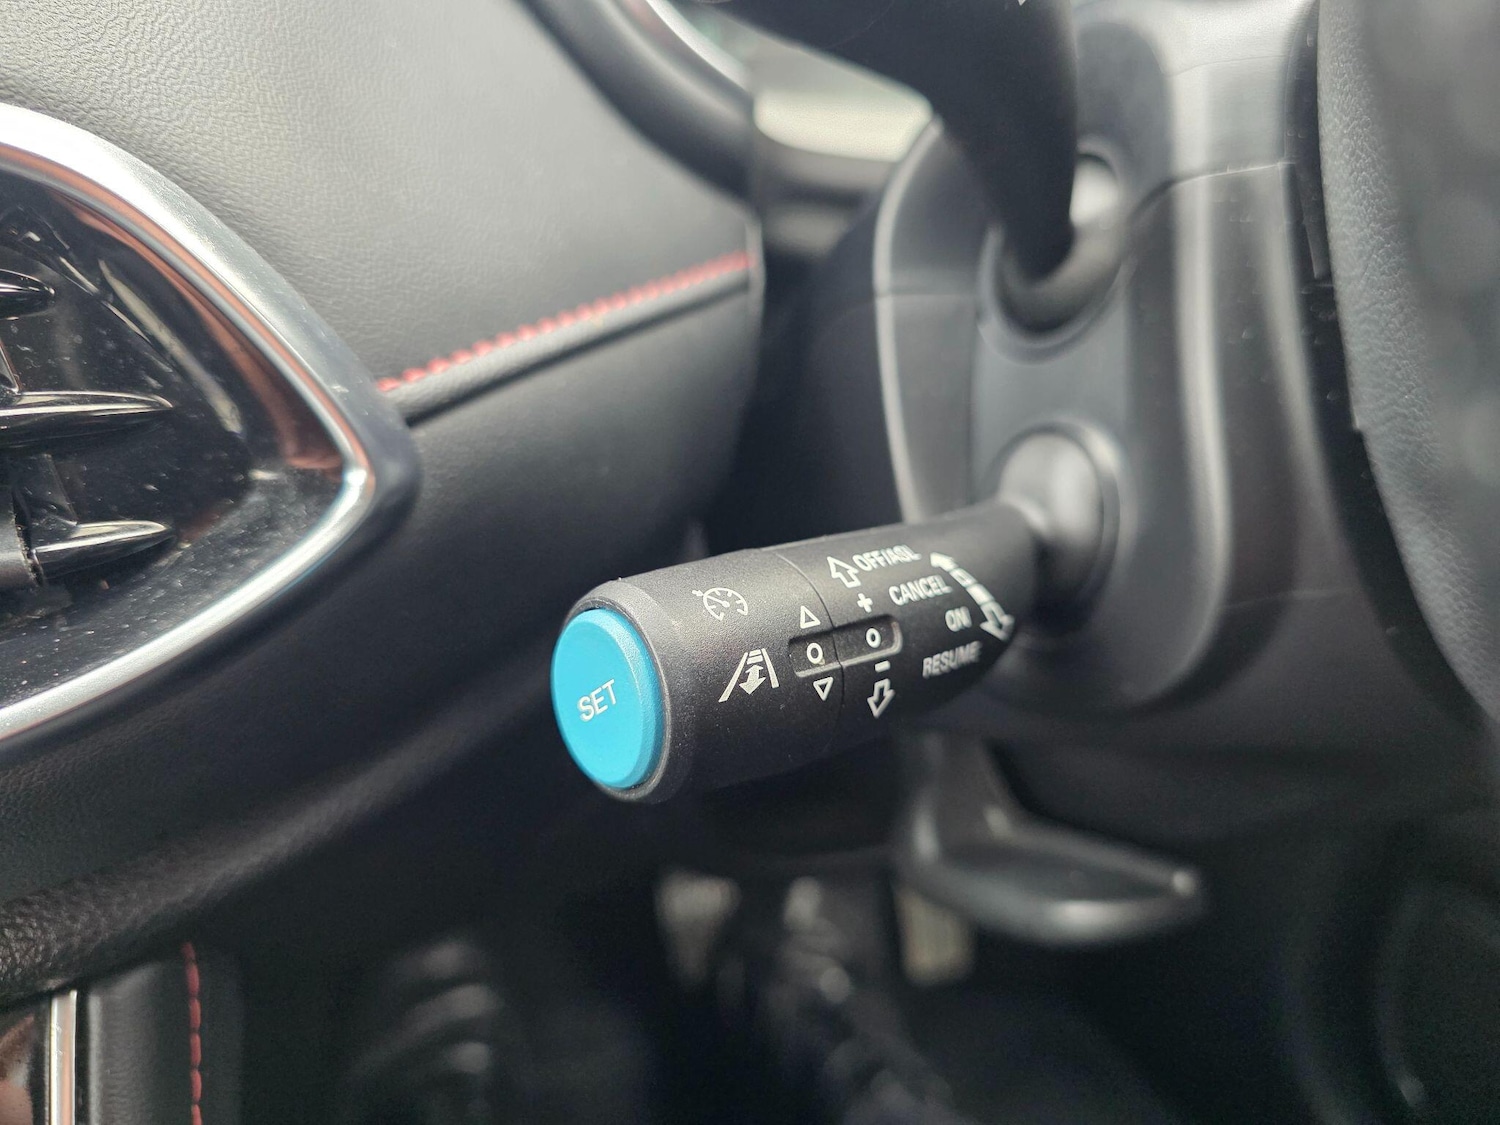 SET
OFF/ASL
CANCEL
+
ON
-
RESUME